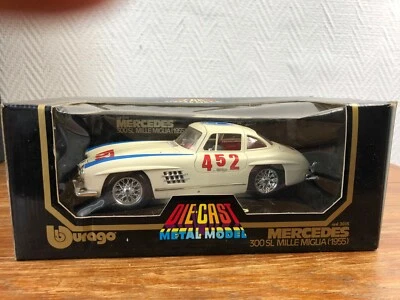 MERCEDES
300 SL MILLE MIGLIA (1955)
452
Burago
DIE-CAST
METAL MODEL
MERCEDES
300 SL MILLE MIGLIA (1955)